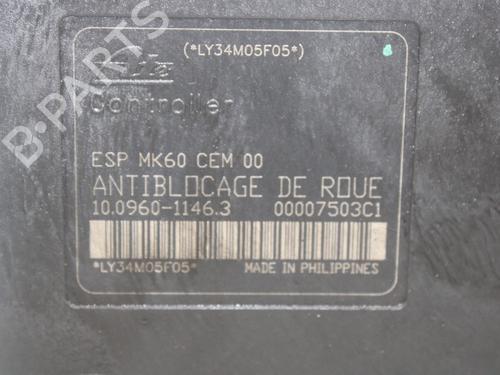 (*LY34M05F05*)
Ate
Controller
ESP MK60 CEM 00
ANTIBLOCAGE DE ROUE
10.0960-1146.3 00007503C1
*LY34M05F05*
MADE IN PHILIPPINES
B-PARTS